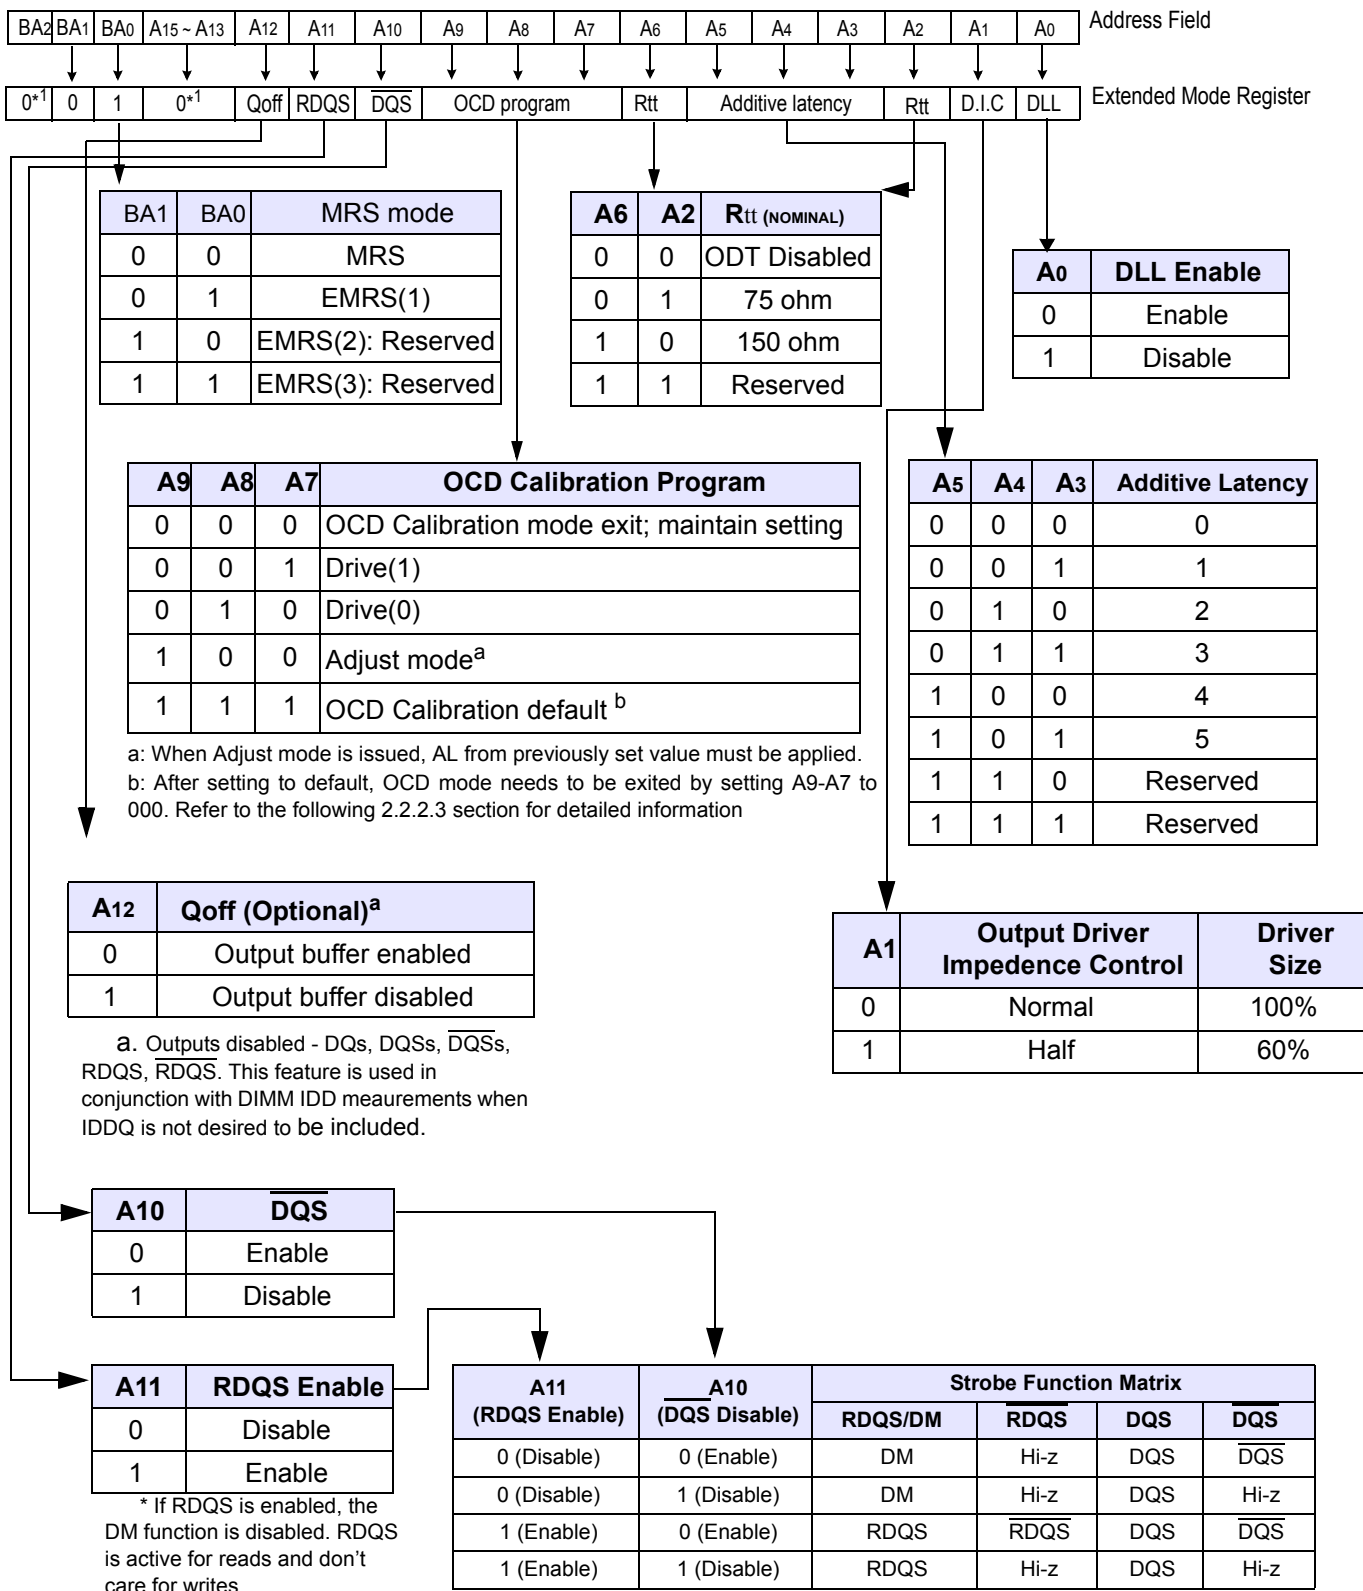 BA2 BA1 BA0 A15 ~ A13 A12 A11 A10 A9 A8 A7 A6 A5 A4 A3 A2 A1 A0 Address Field
0*1 0 1 0*1 Qoff RDQS DQS OCD program Rtt Additive latency Rtt D.I.C DLL Extended Mode Register
BA1 BA0 MRS mode
0 0 MRS
0 1 EMRS(1)
1 0 EMRS(2): Reserved
1 1 EMRS(3): Reserved
A6 A2 Rtt (NOMINAL)
0 0 ODT Disabled
0 1 75 ohm
1 0 150 ohm
1 1 Reserved
A0 DLL Enable
0 Enable
1 Disable
A9 A8 A7 OCD Calibration Program
0 0 0 OCD Calibration mode exit; maintain setting
0 0 1 Drive(1)
0 1 0 Drive(0)
1 0 0 Adjust modea
1 1 1 OCD Calibration default b
a: When Adjust mode is issued, AL from previously set value must be applied.
b: After setting to default, OCD mode needs to be exited by setting A9-A7 to
000. Refer to the following 2.2.2.3 section for detailed information
A5 A4 A3 Additive Latency
0 0 0 0
0 0 1 1
0 1 0 2
0 1 1 3
1 0 0 4
1 0 1 5
1 1 0 Reserved
1 1 1 Reserved
A12 Qoff (Optional)a
0 Output buffer enabled
1 Output buffer disabled
a. Outputs disabled - DQs, DQSs, DQSs,
RDQS, RDQS. This feature is used in
conjunction with DIMM IDD meaurements when
IDDQ is not desired to be included.
A1 Output Driver Impedence Control Driver Size
0 Normal 100%
1 Half 60%
A10 DQS
0 Enable
1 Disable
A11 RDQS Enable
0 Disable
1 Enable
* If RDQS is enabled, the
DM function is disabled. RDQS
is active for reads and don't
care for writes
A11 (RDQS Enable) A10 (DQS Disable) Strobe Function Matrix
RDQS/DM RDQS DQS DQS
0 (Disable) 0 (Enable) DM Hi-z DQS DQS
0 (Disable) 1 (Disable) DM Hi-z DQS Hi-z
1 (Enable) 0 (Enable) RDQS RDQS DQS DQS
1 (Enable) 1 (Disable) RDQS Hi-z DQS Hi-z